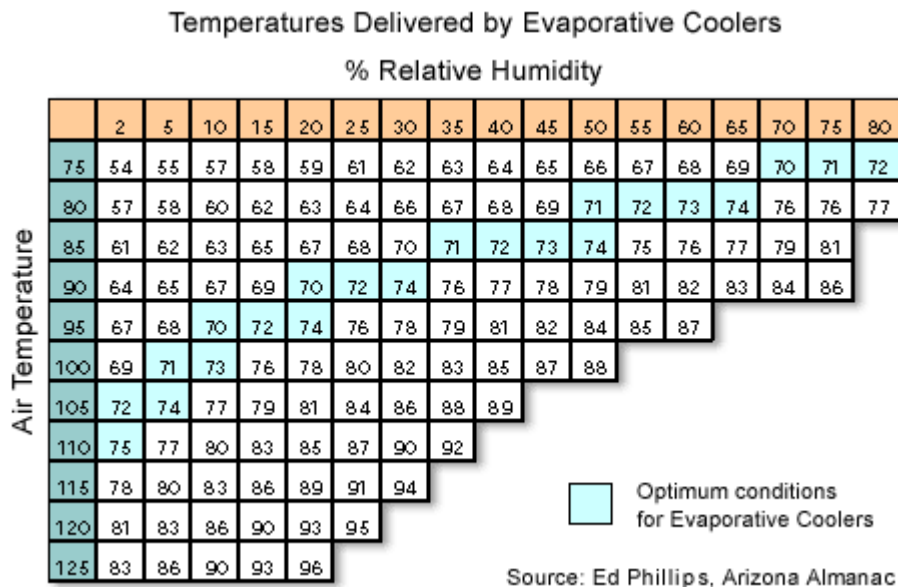 Temperatures Delivered by Evaporative Coolers
% Relative Humidity
2 5 10 15 20 25 30 35 40 45 50 55 60 65 70 75 80
75 54 55 57 58 59 61 62 63 64 65 66 67 68 69 70 71 72
80 57 58 60 62 63 64 66 67 68 69 71 72 73 74 76 76 77
85 61 62 63 65 67 68 70 71 72 73 74 75 76 77 79 81
90 64 65 67 69 70 72 74 76 77 78 79 81 82 83 84 86
95 67 68 70 72 74 76 78 79 81 82 84 85 87
100 69 71 73 76 78 80 82 83 85 87 88
105 72 74 77 79 81 84 86 88 89
110 75 77 80 83 85 87 90 92
115 78 80 83 86 89 91 94
120 81 83 86 90 93 95
125 83 86 90 93 96
Air Temperature
Optimum conditions
for Evaporative Coolers
Source: Ed Phillips, Arizona Almanac